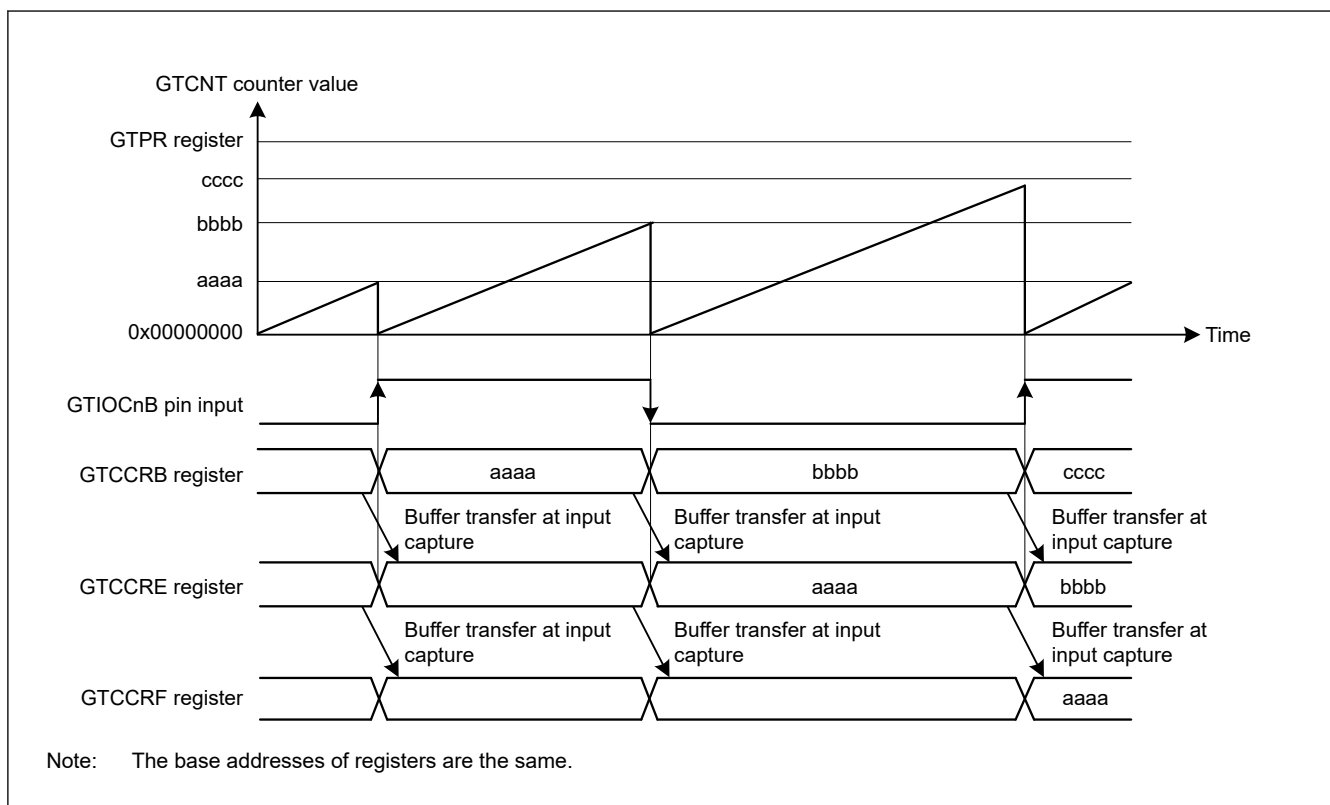 GTCNT counter value
GTPR register
cccc
bbbb
aaaa
0x00000000
Time
GTIOCnB pin input
GTCCRB register
aaaa
bbbb
cccc
Buffer transfer at input
capture
Buffer transfer at input
capture
Buffer transfer at
input capture
GTCCRE register
aaaa
bbbb
Buffer transfer at input
capture
Buffer transfer at input
capture
Buffer transfer at
input capture
GTCCRF register
aaaa
Note: The base addresses of registers are the same.